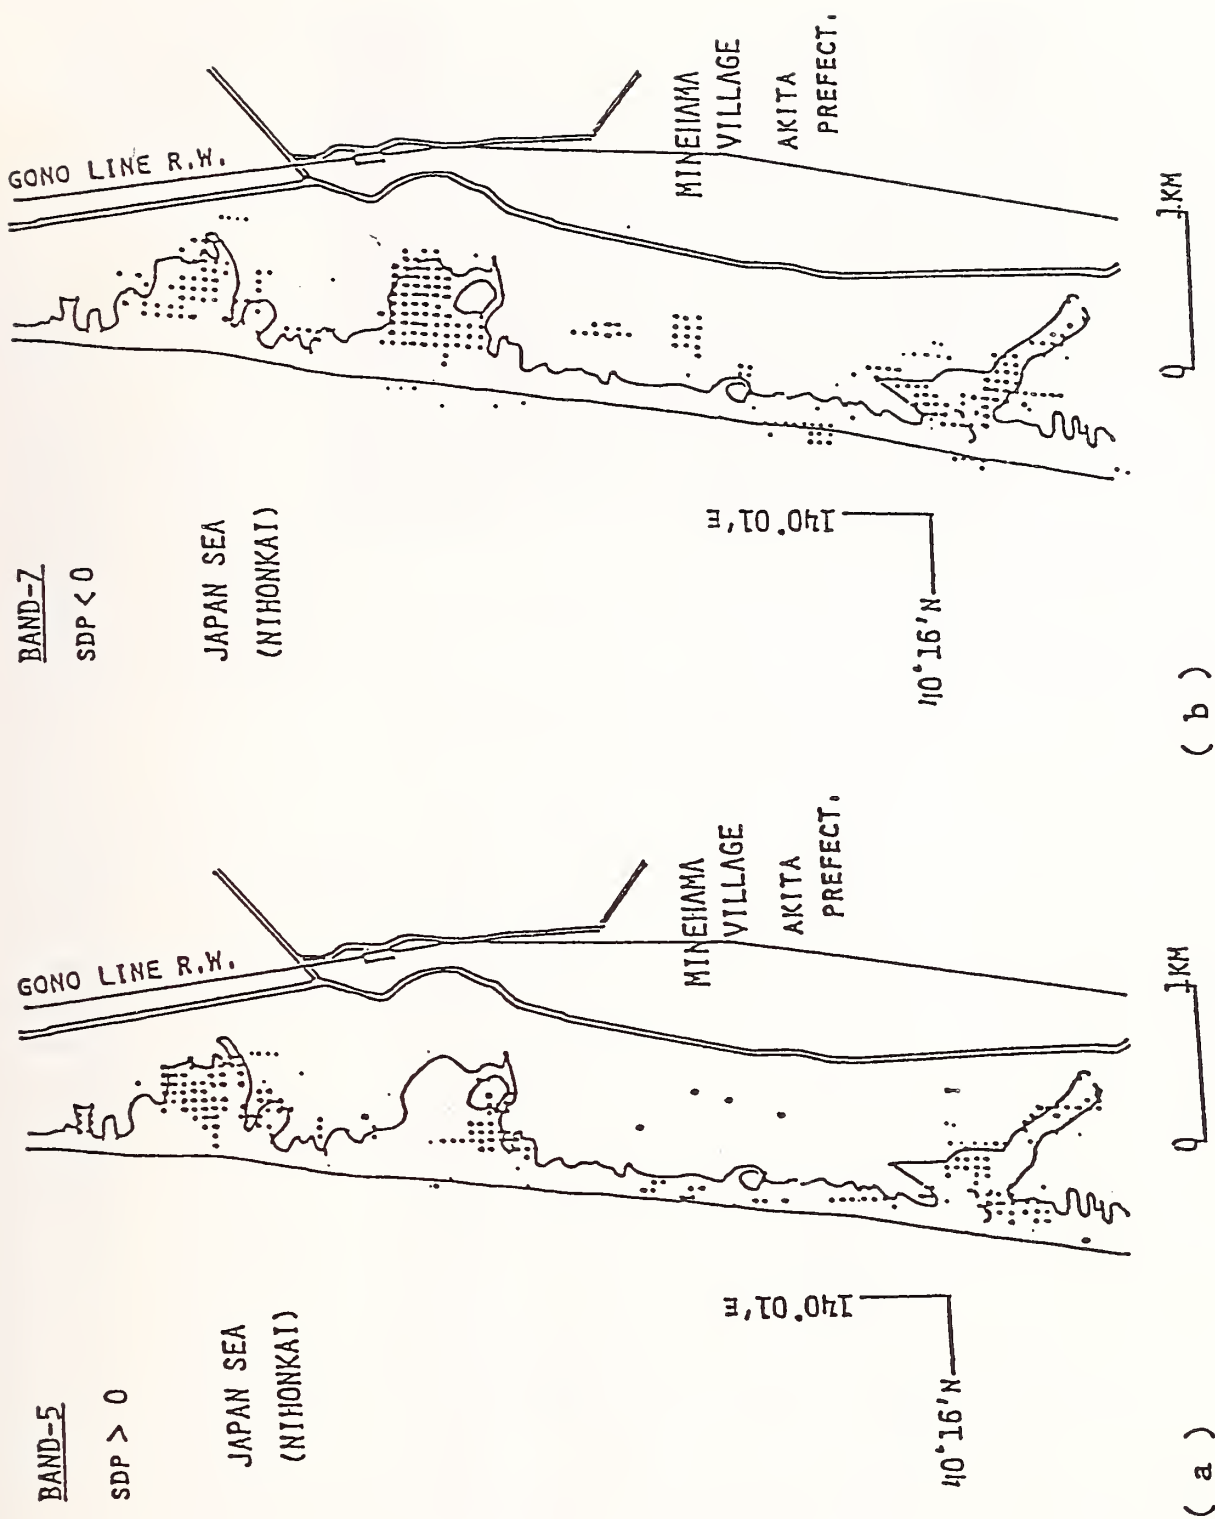 BAND-5
SDP > 0
JAPAN SEA
(NIHONKAI)
GONO LINE R.W.
MINEHAMA
VILLAGE
AKITA
PREFECT.
140°01'E
40°16'N
0
1KM
( a )
BAND-7
SDP < 0
JAPAN SEA
(NIHONKAI)
GONO LINE R.W.
MINEHAMA
VILLAGE
AKITA
PREFECT.
140°01'E
40°16'N
0
1KM
( b )